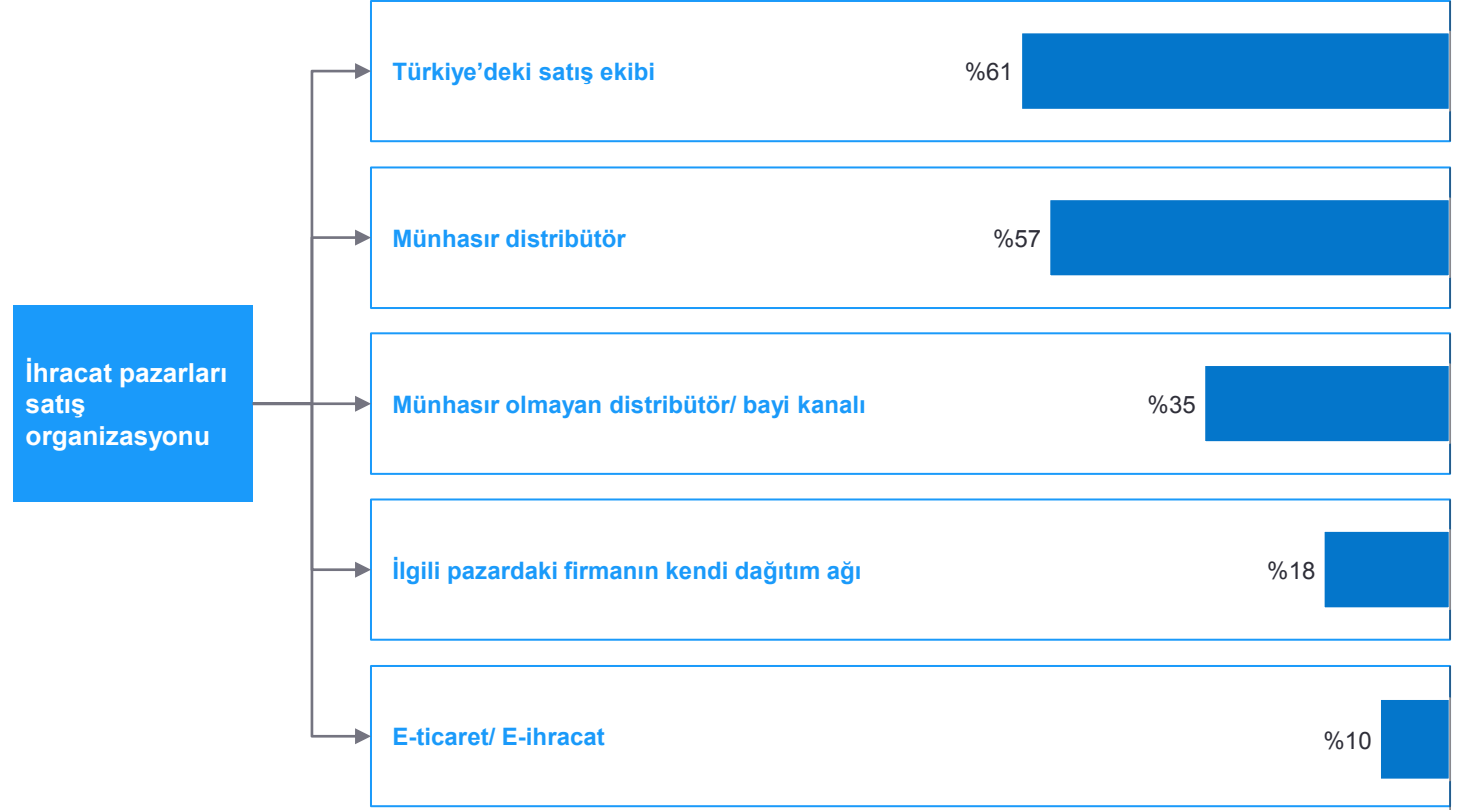 Türkiye’deki satış ekibi
%61
Münhasır distribütör
%57
İhracat pazarları
satış
organizasyonu
Münhasır olmayan distribütör/ bayi kanalı
%35
İlgili pazardaki firmanın kendi dağıtım ağı
%18
E-ticaret/ E-ihracat
%10